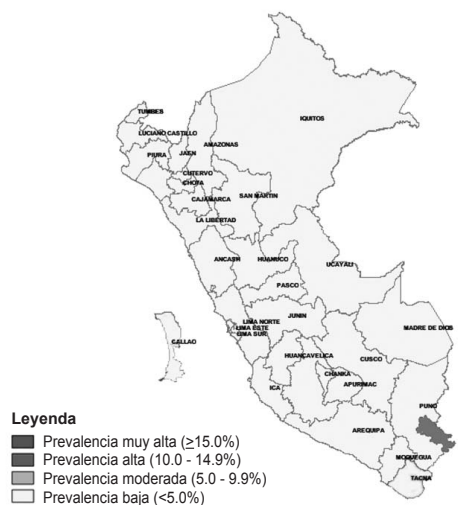 TUMBES
LUCIANO CASTILLO
IQUITOS
PIURA
JAEN
AMAZONAS
CUTERVO
CHOTA
CAJAMARCA
SAN MARTIN
LA LIBERTAD
ANCASH
HUANUCO
UCAYALI
PASCO
LIMA NORTE
JUNIN
LIMA ESTE
LIMA SUR
CALLAO
MADRE DE DIOS
HUANCAVELICA
CUSCO
CHANKA
ICA
APURIMAC
PUNO
AREQUIPA
MOQUEGUA
TACNA
Leyenda
Prevalencia muy alta (≥15.0%)
Prevalencia alta (10.0 - 14.9%)
Prevalencia moderada (5.0 - 9.9%)
Prevalencia baja (<5.0%)